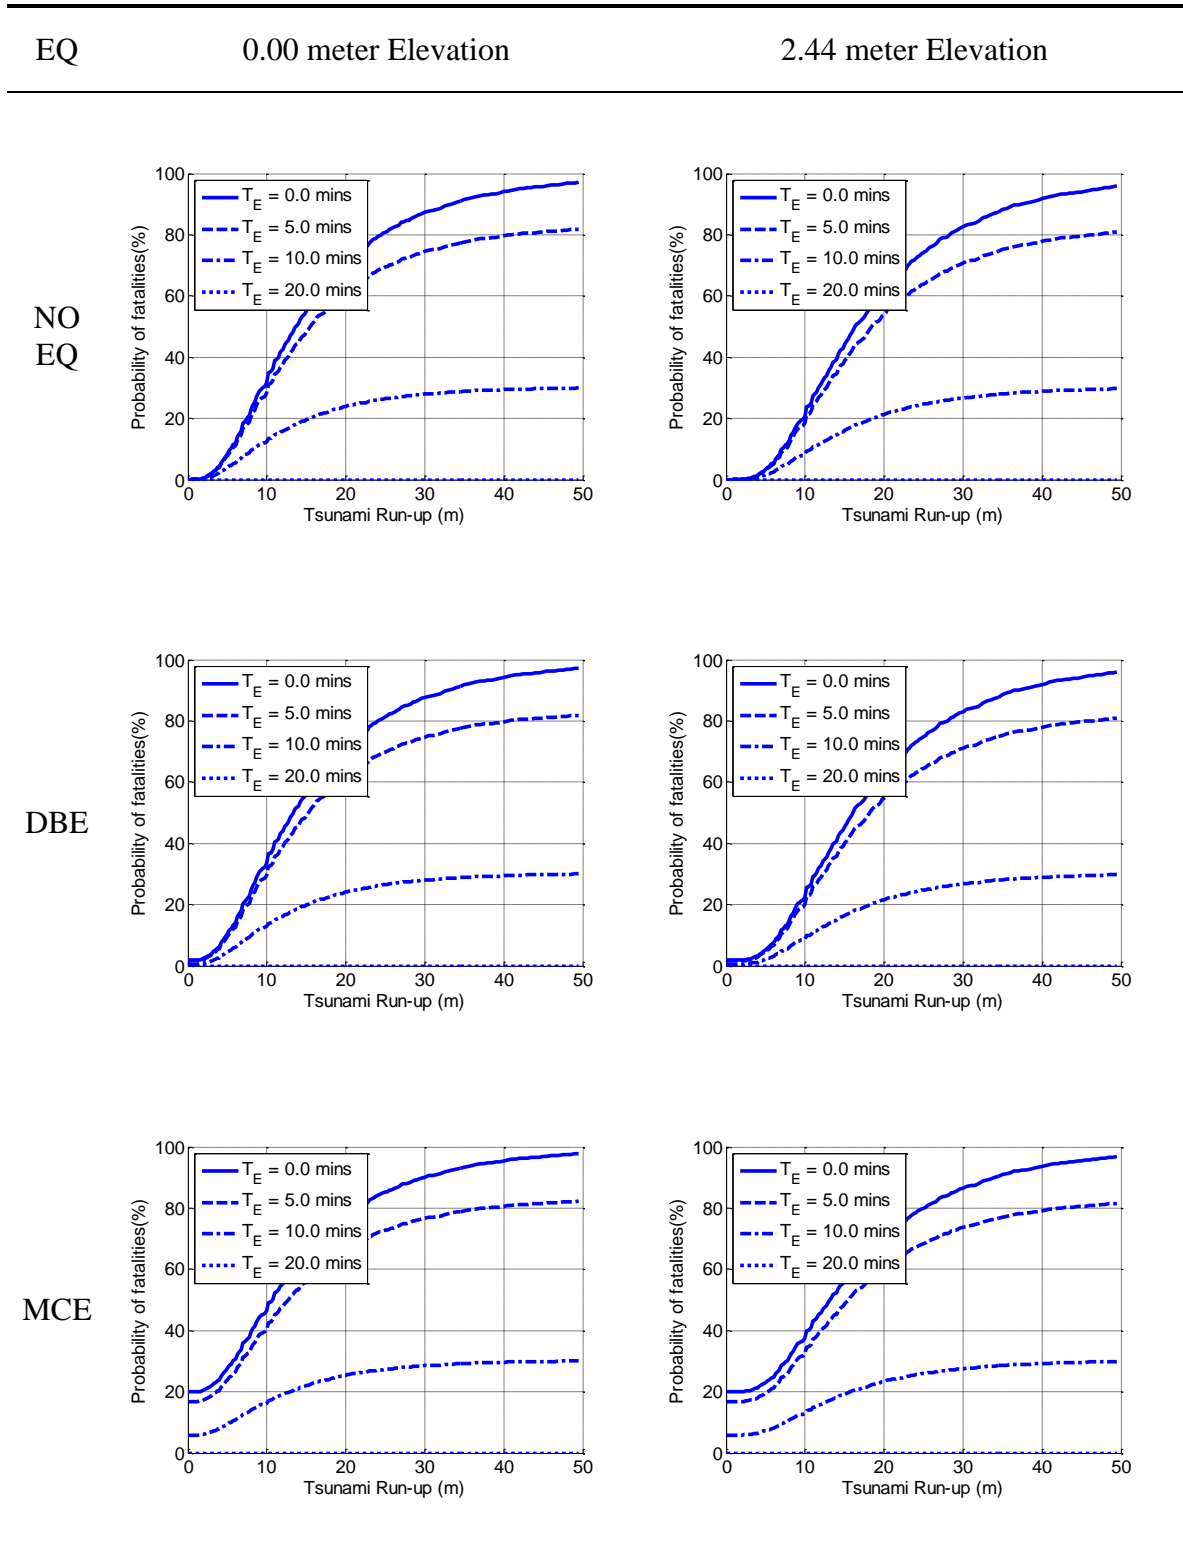 EQ 0.00 meter Elevation 2.44 meter Elevation
NO
EQ
Probability of fatalities(%)
100
80
60
40
20
0
T_E = 0.0 mins
T_E = 5.0 mins
T_E = 10.0 mins
T_E = 20.0 mins
0 10 20 30 40 50
Tsunami Run-up (m)
Probability of fatalities(%)
100
80
60
40
20
0
T_E = 0.0 mins
T_E = 5.0 mins
T_E = 10.0 mins
T_E = 20.0 mins
0 10 20 30 40 50
Tsunami Run-up (m)
DBE
Probability of fatalities(%)
100
80
60
40
20
0
T_E = 0.0 mins
T_E = 5.0 mins
T_E = 10.0 mins
T_E = 20.0 mins
0 10 20 30 40 50
Tsunami Run-up (m)
Probability of fatalities(%)
100
80
60
40
20
0
T_E = 0.0 mins
T_E = 5.0 mins
T_E = 10.0 mins
T_E = 20.0 mins
0 10 20 30 40 50
Tsunami Run-up (m)
MCE
Probability of fatalities(%)
100
80
60
40
20
0
T_E = 0.0 mins
T_E = 5.0 mins
T_E = 10.0 mins
T_E = 20.0 mins
0 10 20 30 40 50
Tsunami Run-up (m)
Probability of fatalities(%)
100
80
60
40
20
0
T_E = 0.0 mins
T_E = 5.0 mins
T_E = 10.0 mins
T_E = 20.0 mins
0 10 20 30 40 50
Tsunami Run-up (m)